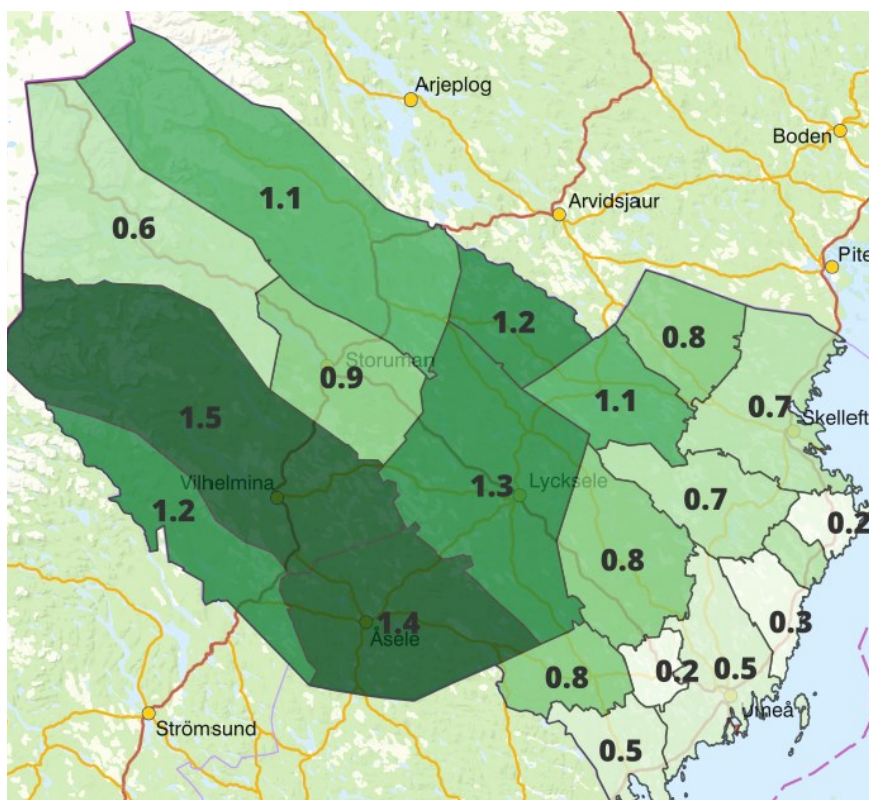 Arjeplog
Boden
1.1
Arvidsjaur
0.6
Pite
1.2
0.8
Storuman
0.9
1.1
0.7
1.5
Skelleft
Vilhelmina
1.3
Lycksele
0.7
1.2
0.2
0.8
1.4
Åsele
0.3
0.2
0.5
0.8
Umeå
Strömsund
0.5